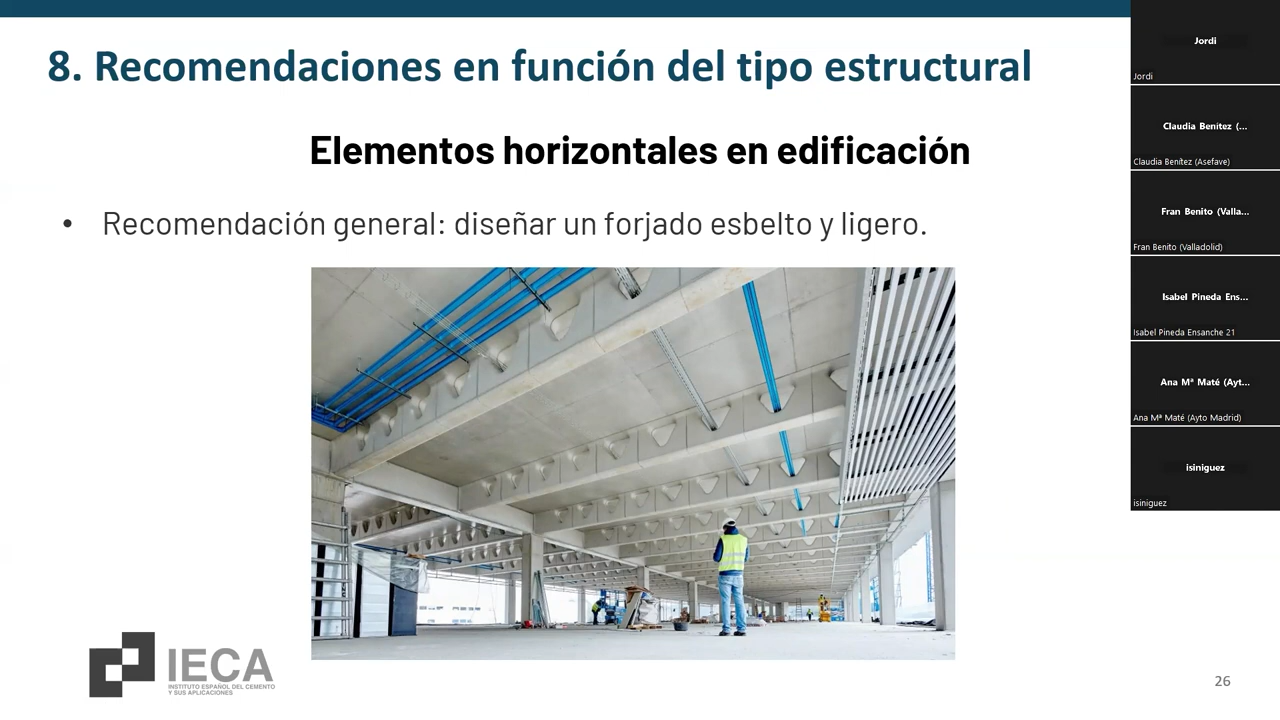 8. Recomendaciones en función del tipo estructural
Elementos horizontales en edificación
• Recomendación general: diseñar un forjado esbelto y ligero.
IECA
INSTITUTO ESPAÑOL DEL CEMENTO
Y SUS APLICACIONES
26
Jordi
Jordi
Claudia Benítez (...
Claudia Benítez (Asefave)
Fran Benito (Valla...
Fran Benito (Valladolid)
Isabel Pineda Ens...
Isabel Pineda Ensanche 21
Ana Mª Maté (Ayt...
Ana Mª Maté (Ayto Madrid)
isiniguez
isiniguez